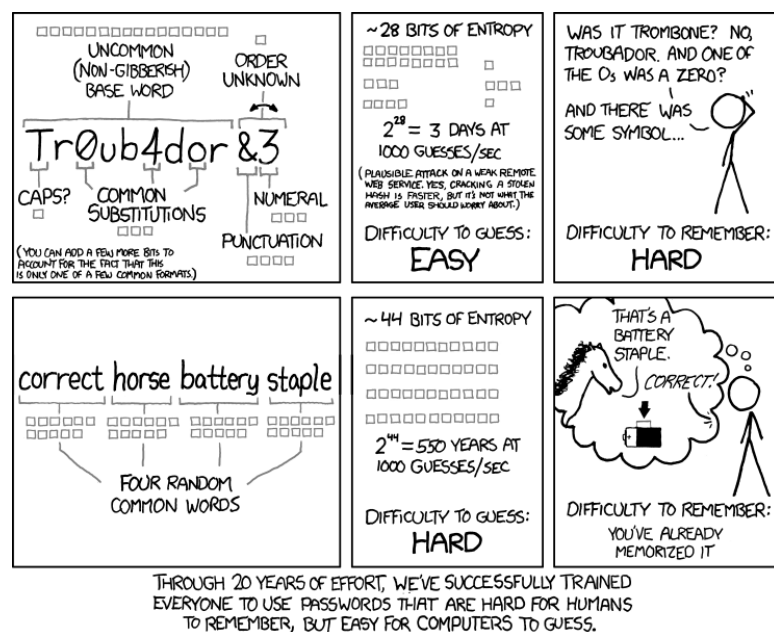 UNCOMMON
(NON-GIBBERISH)
BASE WORD
ORDER
UNKNOWN
Tr0ub4dor &3
CAPS?
COMMON
SUBSTITUTIONS
NUMERAL
PUNCTUATION
(YOU CAN ADD A FEW MORE BITS TO
ACCOUNT FOR THE FACT THAT THIS
IS ONLY ONE OF A FEW COMMON FORMATS.)
~28 BITS OF ENTROPY
2^28 = 3 DAYS AT
1000 GUESSES/SEC
(PLAUSIBLE ATTACK ON A WEAK REMOTE
WEB SERVICE. YES, CRACKING A STOLEN
HASH IS FASTER, BUT IT'S NOT WHAT THE
AVERAGE USER SHOULD WORRY ABOUT.)
DIFFICULTY TO GUESS:
EASY
WAS IT TROMBONE? NO,
TROUBADOR. AND ONE OF
THE Os WAS A ZERO?
AND THERE WAS
SOME SYMBOL...
DIFFICULTY TO REMEMBER:
HARD
correct horse battery staple
FOUR RANDOM
COMMON WORDS
~44 BITS OF ENTROPY
2^44 = 550 YEARS AT
1000 GUESSES/SEC
DIFFICULTY TO GUESS:
HARD
THAT'S A
BATTERY
STAPLE.
CORRECT!
DIFFICULTY TO REMEMBER:
YOU'VE ALREADY
MEMORIZED IT
THROUGH 20 YEARS OF EFFORT, WE'VE SUCCESSFULLY TRAINED
EVERYONE TO USE PASSWORDS THAT ARE HARD FOR HUMANS
TO REMEMBER, BUT EASY FOR COMPUTERS TO GUESS.